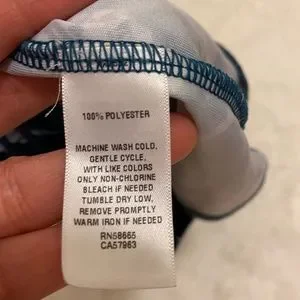 100% POLYESTER
MACHINE WASH COLD,
GENTLE CYCLE,
WITH LIKE COLORS
ONLY NON-CHLORINE
BLEACH IF NEEDED
TUMBLE DRY LOW,
REMOVE PROMPTLY
WARM IRON IF NEEDED
RN58665
CA57963